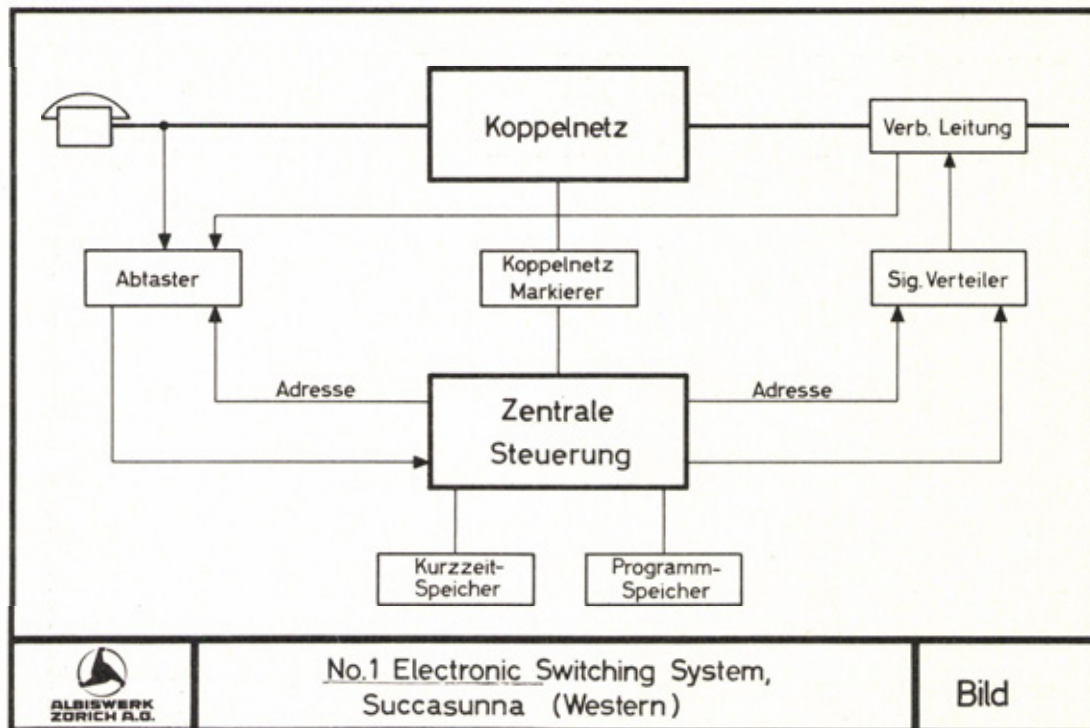 Koppelnetz
Verb. Leitung
Abtaster
Koppelnetz
Markierer
Sig. Verteiler
Adresse
Adresse
Zentrale
Steuerung
Kurzzeit-
Speicher
Programm-
Speicher
ALBISWERK
ZÜRICH A.G.
No.1 Electronic Switching System,
Succasunna (Western)
Bild